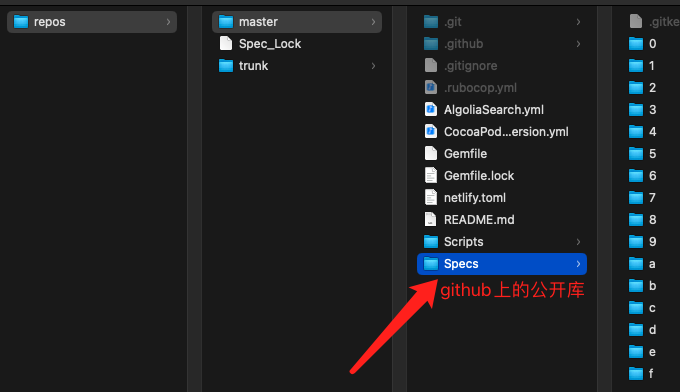 repos
master
Spec_Lock
trunk
.git
.github
.gitignore
.rubocop.yml
AlgoliaSearch.yml
CocoaPod...ersion.yml
Gemfile
Gemfile.lock
netlify.toml
README.md
Scripts
Specs
github上的公开库
.gitke
0
1
2
3
4
5
6
7
8
9
a
b
c
d
e
f